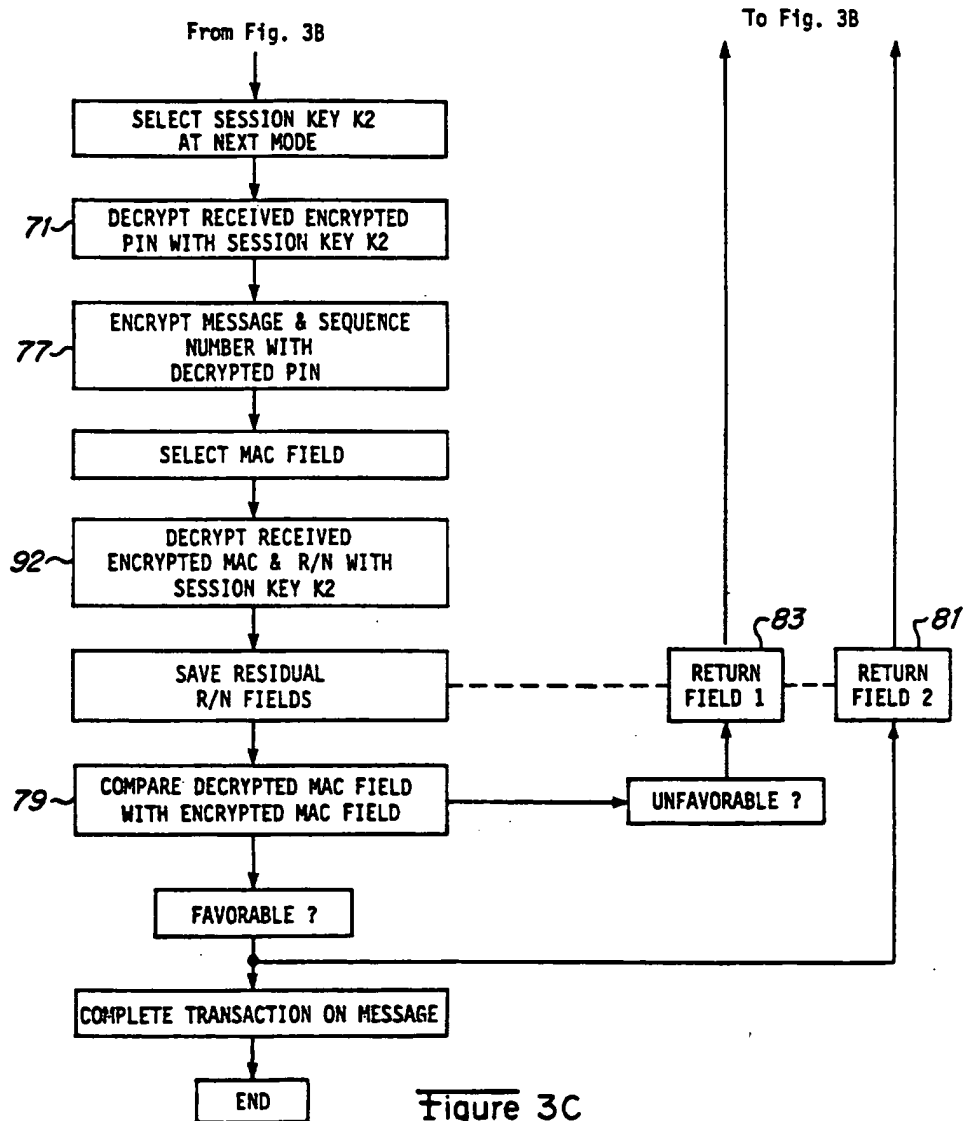 From Fig. 3B
To Fig. 3B
SELECT SESSION KEY K2
AT NEXT MODE
71
DECRYPT RECEIVED ENCRYPTED
PIN WITH SESSION KEY K2
77
ENCRYPT MESSAGE & SEQUENCE
NUMBER WITH
DECRYPTED PIN
SELECT MAC FIELD
92
DECRYPT RECEIVED
ENCRYPTED MAC & R/N WITH
SESSION KEY K2
83
81
SAVE RESIDUAL
R/N FIELDS
RETURN
FIELD 1
RETURN
FIELD 2
79
COMPARE DECRYPTED MAC FIELD
WITH ENCRYPTED MAC FIELD
UNFAVORABLE ?
FAVORABLE ?
COMPLETE TRANSACTION ON MESSAGE
END
Figure 3C